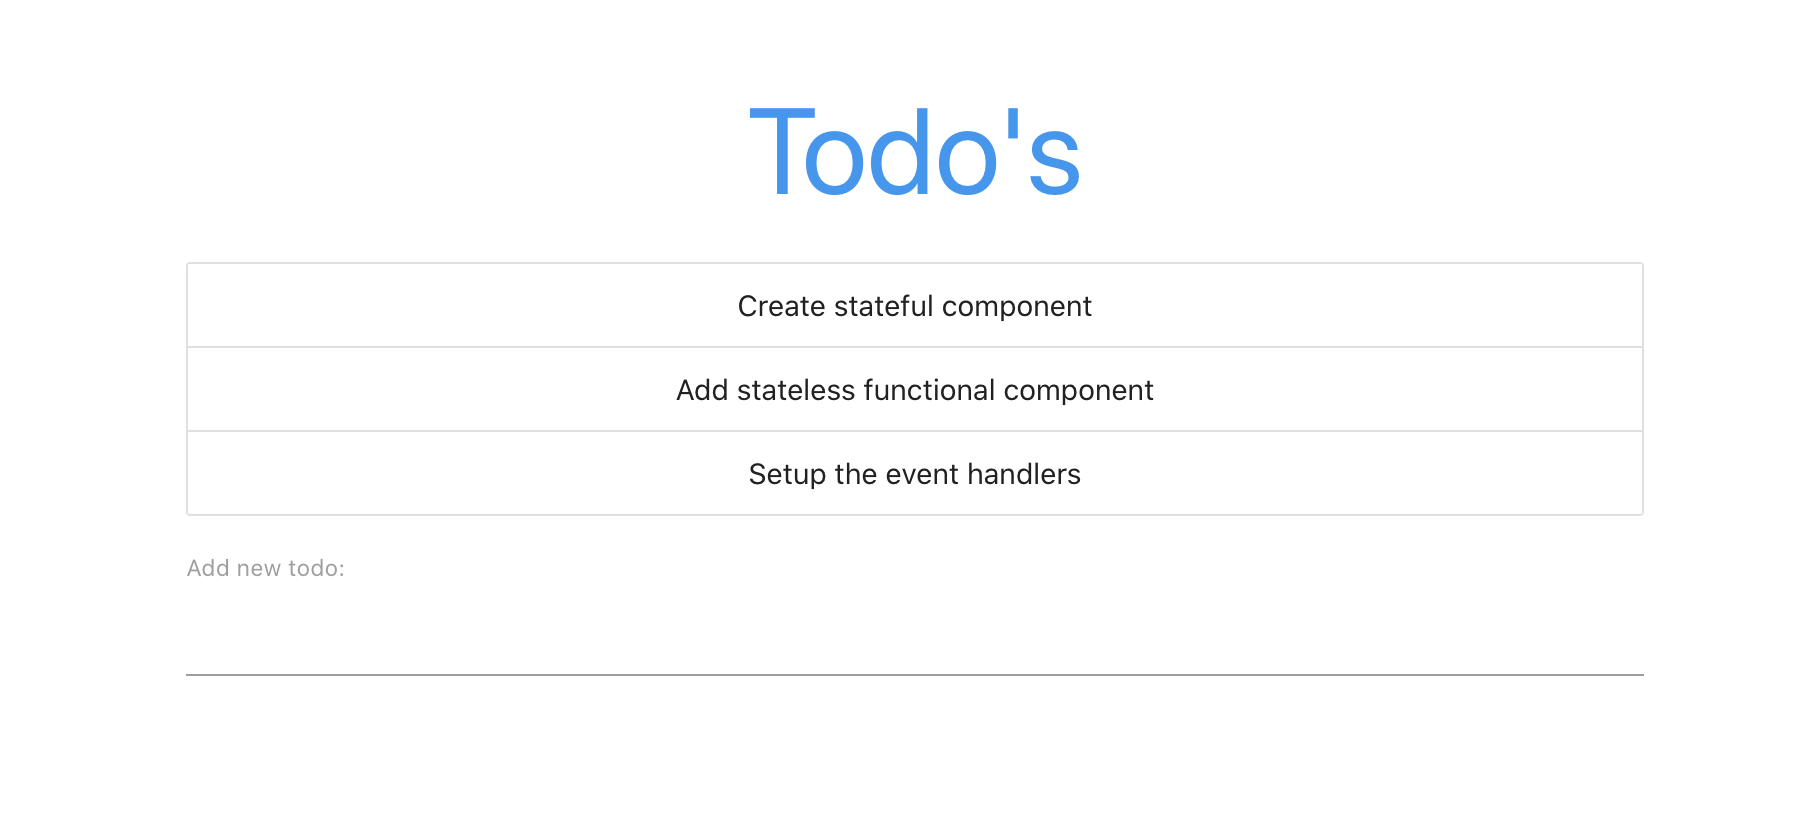 Todo's
Create stateful component
Add stateless functional component
Setup the event handlers
Add new todo: